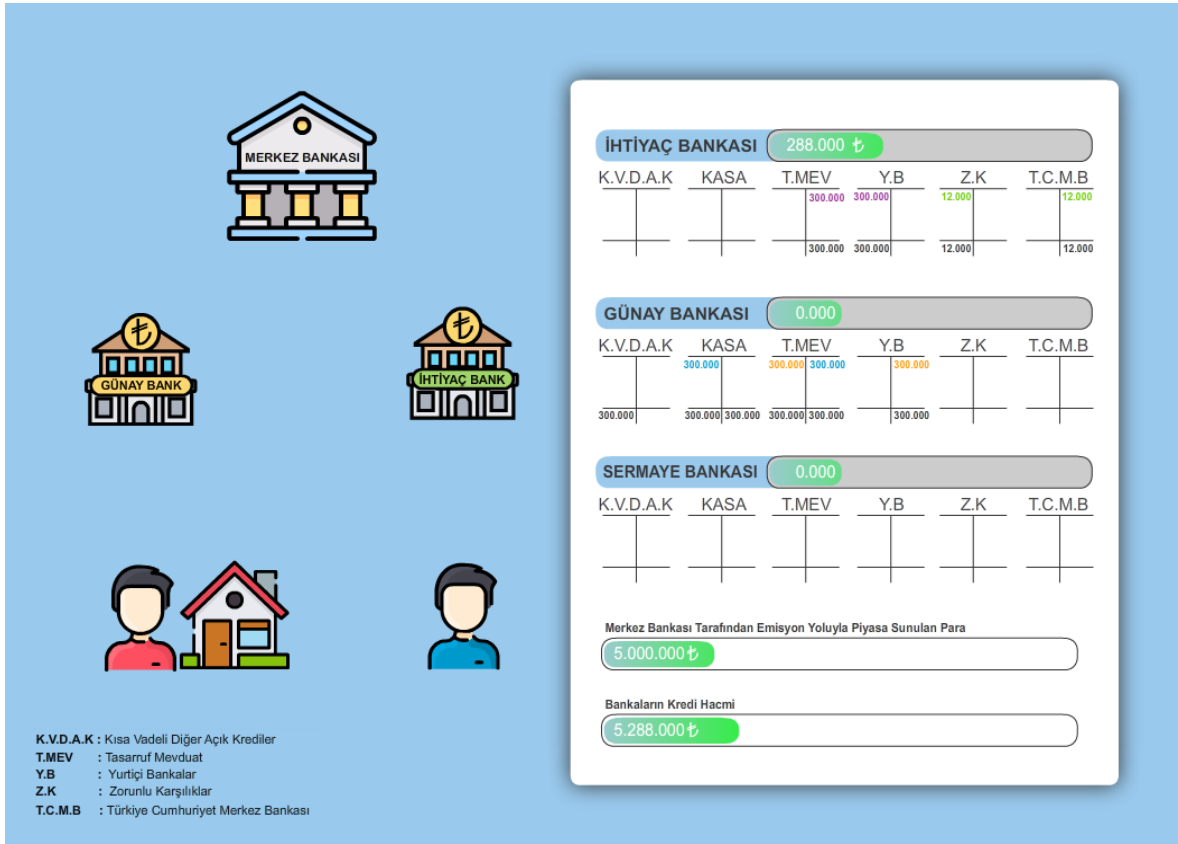 MERKEZ BANKASI
GÜNAY BANK
İHTİYAÇ BANK
K.V.D.A.K : Kısa Vadeli Diğer Açık Krediler
T.MEV : Tasarruf Mevduat
Y.B : Yurtiçi Bankalar
Z.K : Zorunlu Karşılıklar
T.C.M.B : Türkiye Cumhuriyet Merkez Bankası
İHTİYAÇ BANKASI 288.000 ₺
K.V.D.A.K KASA T.MEV Y.B Z.K T.C.M.B
300.000 300.000 12.000 12.000
300.000 300.000 12.000 12.000
GÜNAY BANKASI 0.000
K.V.D.A.K KASA T.MEV Y.B Z.K T.C.M.B
300.000 300.000 300.000 300.000
300.000 300.000 300.000 300.000 300.000 300.000
SERMAYE BANKASI 0.000
K.V.D.A.K KASA T.MEV Y.B Z.K T.C.M.B
Merkez Bankası Tarafından Emisyon Yoluyla Piyasa Sunulan Para
5.000.000 ₺
Bankaların Kredi Hacmi
5.288.000 ₺